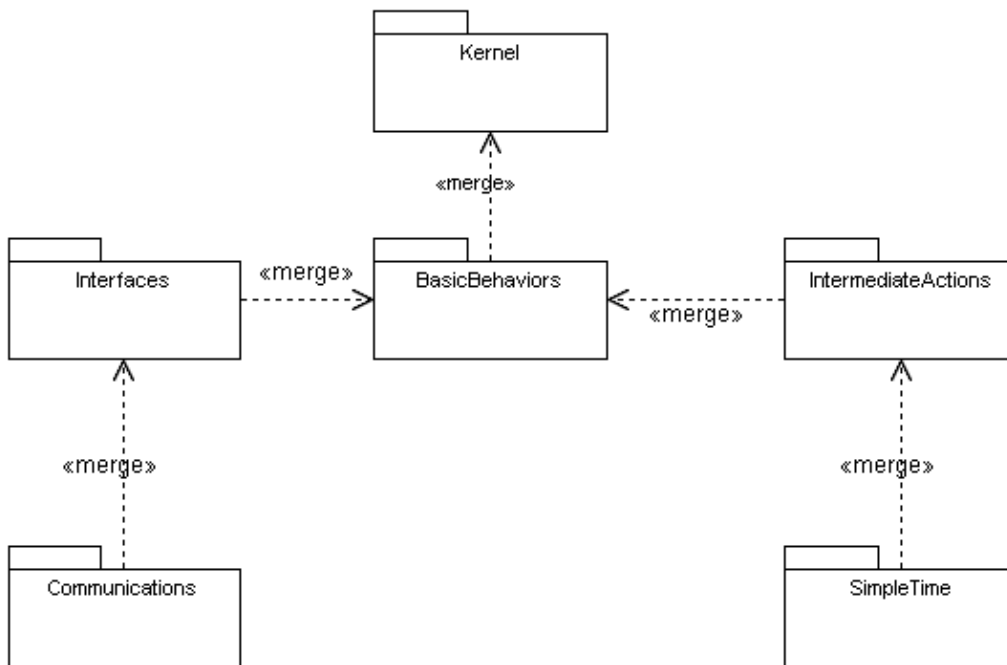 Kernel
«merge»
Interfaces
«merge»
BasicBehaviors
IntermediateActions
«merge»
«merge»
«merge»
Communications
SimpleTime